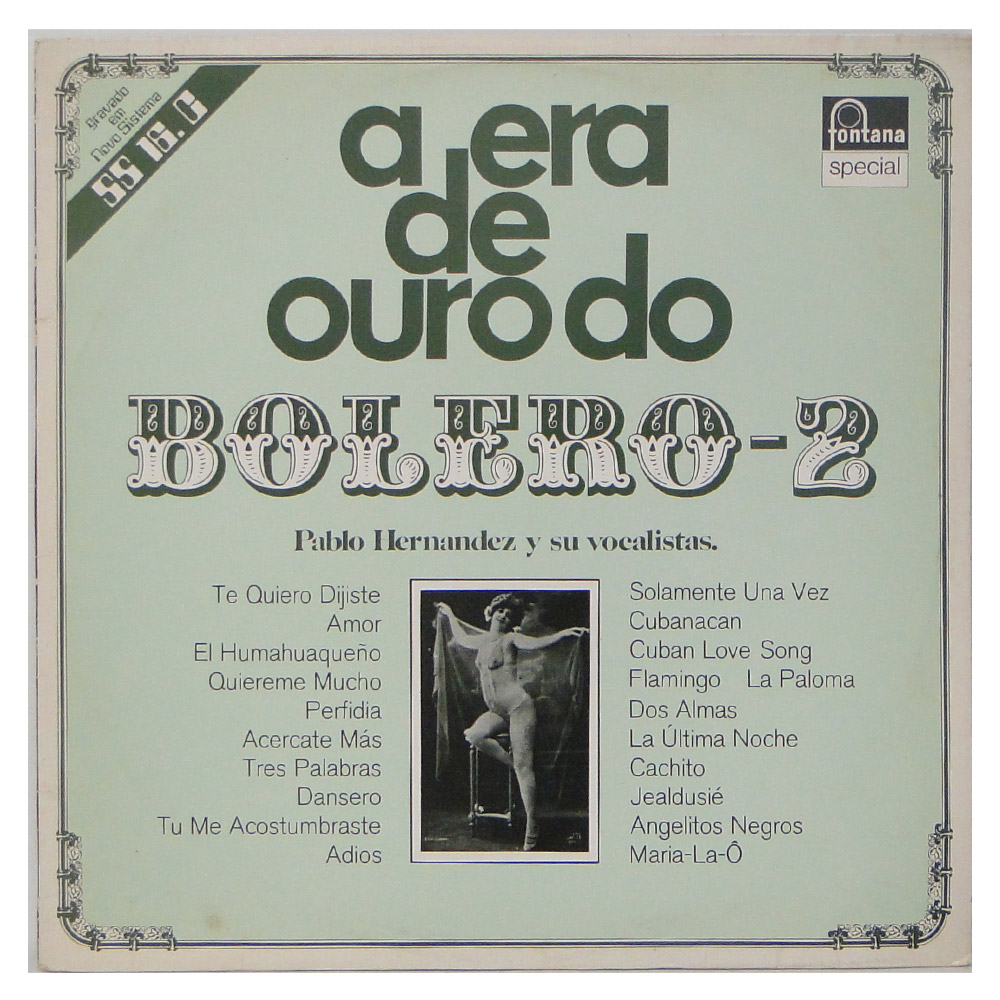 gravado
em
Novo Sistema
SS 16.C
a era
de
ouro do
BOLERO-2
fontana
special
Pablo Hernandez y su vocalistas.
Te Quiero Dijiste
Amor
El Humahuaqueño
Quiereme Mucho
Perfidia
Acercate Más
Tres Palabras
Dansero
Tu Me Acostumbraste
Adios
Solamente Una Vez
Cubanacan
Cuban Love Song
Flamingo La Paloma
Dos Almas
La Última Noche
Cachito
Jealdusié
Angelitos Negros
Maria-La-Ô